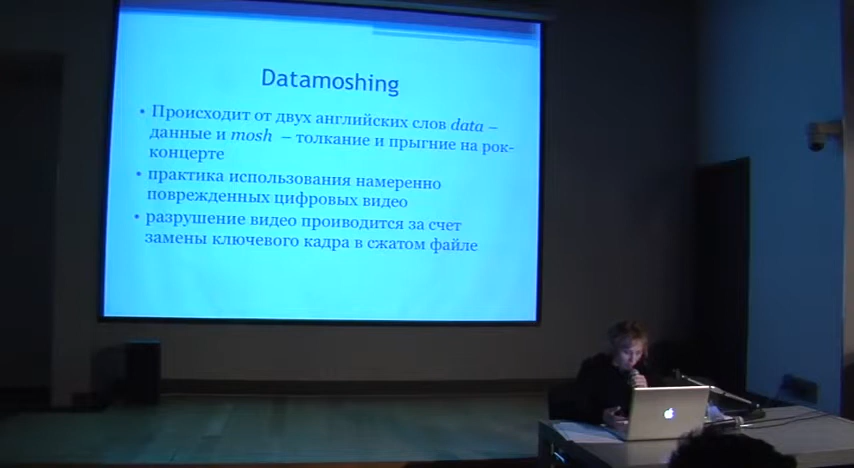 Datamoshing
• Происходит от двух английских слов data –
данные и mosh – толкание и прыгние на рок-
концерте
• практика использования намеренно
поврежденных цифровых видео
• разрушение видео проиводится за счет
замены ключевого кадра в сжатом файле